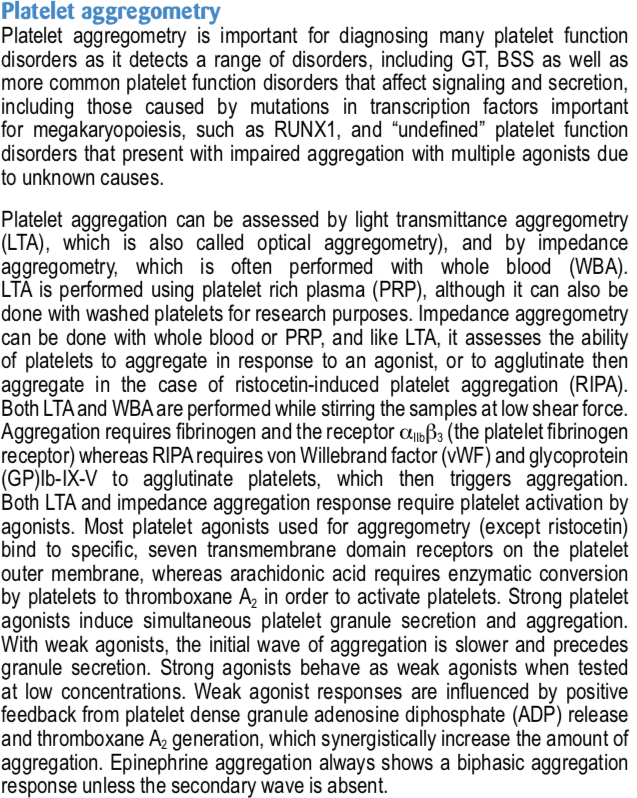 Platelet aggregometry
Platelet aggregometry is important for diagnosing many platelet function
disorders as it detects a range of disorders, including GT, BSS as well as
more common platelet function disorders that affect signaling and secretion,
including those caused by mutations in transcription factors important
for megakaryopoiesis, such as RUNX1, and “undefined” platelet function
disorders that present with impaired aggregation with multiple agonists due
to unknown causes.
Platelet aggregation can be assessed by light transmittance aggregometry
(LTA), which is also called optical aggregometry), and by impedance
aggregometry, which is often performed with whole blood (WBA).
LTA is performed using platelet rich plasma (PRP), although it can also be
done with washed platelets for research purposes. Impedance aggregometry
can be done with whole blood or PRP, and like LTA, it assesses the ability
of platelets to aggregate in response to an agonist, or to agglutinate then
aggregate in the case of ristocetin-induced platelet aggregation (RIPA).
Both LTA and WBA are performed while stirring the samples at low shear force.
Aggregation requires fibrinogen and the receptor αIIbβ3 (the platelet fibrinogen
receptor) whereas RIPA requires von Willebrand factor (vWF) and glycoprotein
(GP)Ib-IX-V to agglutinate platelets, which then triggers aggregation.
Both LTA and impedance aggregation response require platelet activation by
agonists. Most platelet agonists used for aggregometry (except ristocetin)
bind to specific, seven transmembrane domain receptors on the platelet
outer membrane, whereas arachidonic acid requires enzymatic conversion
by platelets to thromboxane A2 in order to activate platelets. Strong platelet
agonists induce simultaneous platelet granule secretion and aggregation.
With weak agonists, the initial wave of aggregation is slower and precedes
granule secretion. Strong agonists behave as weak agonists when tested
at low concentrations. Weak agonist responses are influenced by positive
feedback from platelet dense granule adenosine diphosphate (ADP) release
and thromboxane A2 generation, which synergistically increase the amount of
aggregation. Epinephrine aggregation always shows a biphasic aggregation
response unless the secondary wave is absent.